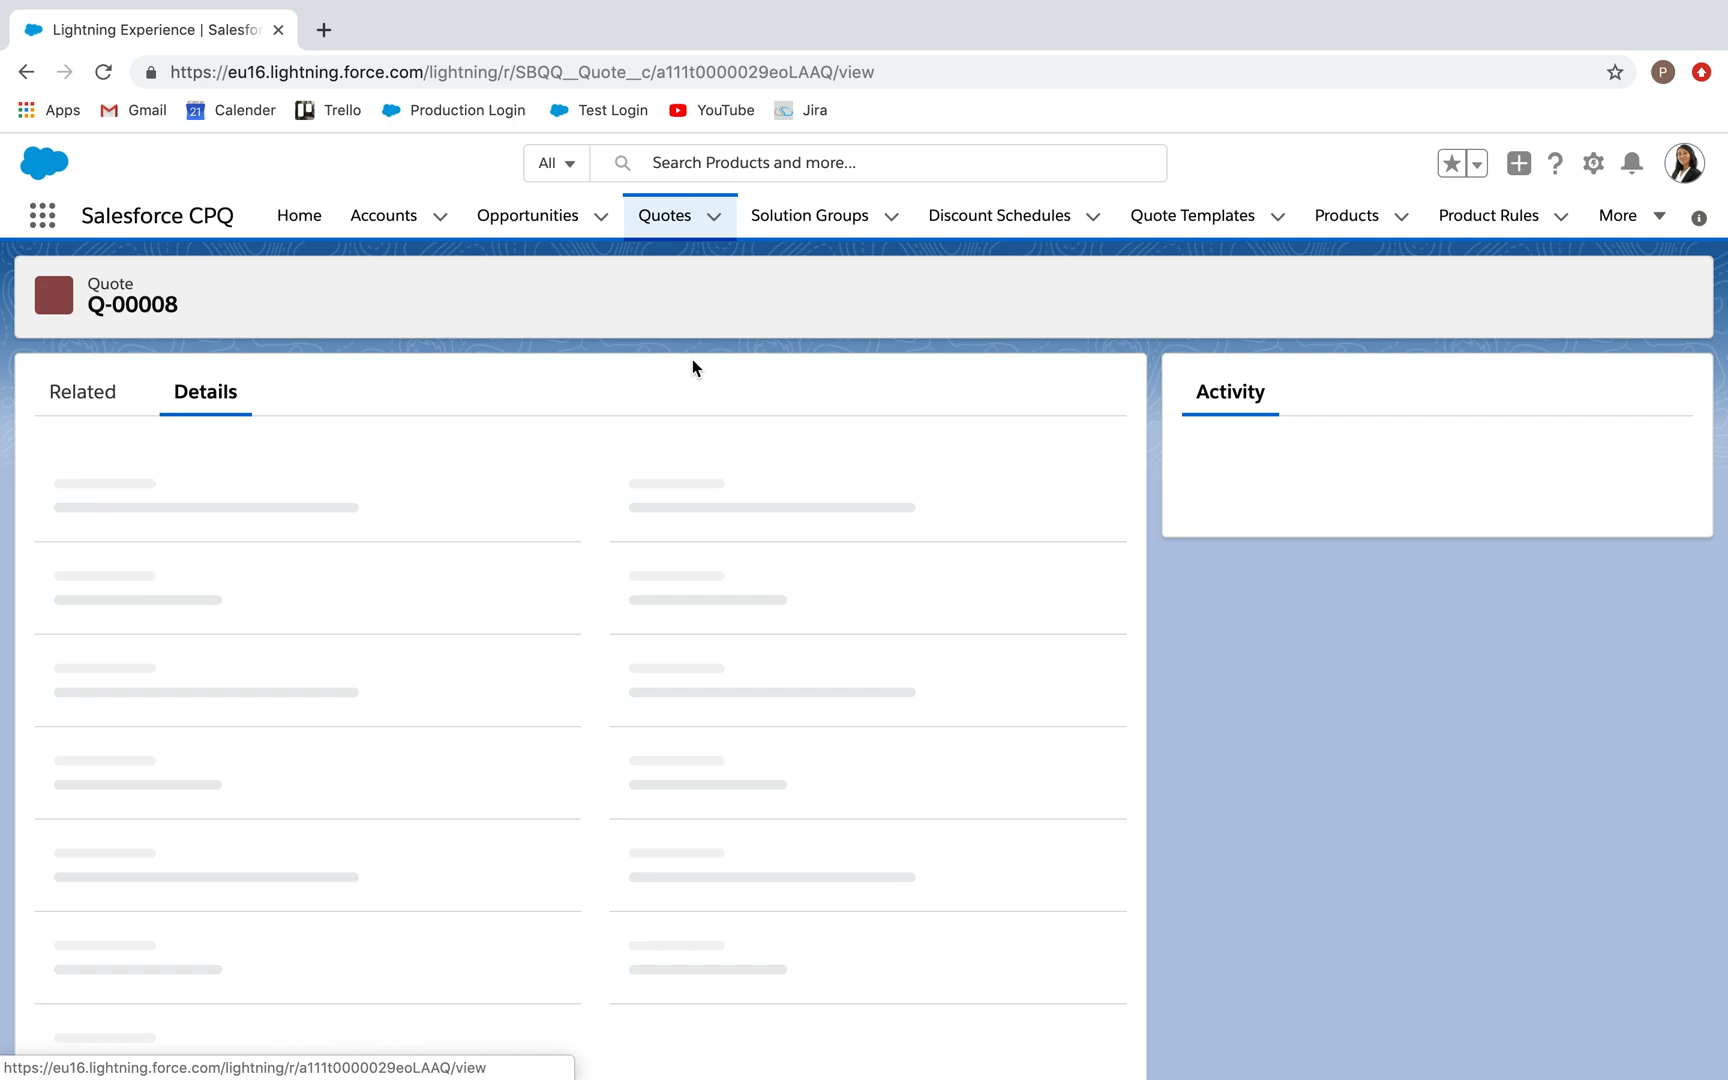 Lightning Experience | Salesfor
https://eu16.lightning.force.com/lightning/r/SBQQ__Quote__c/a111t0000029eoLAAQ/view
P
Apps Gmail 21 Calender Trello Production Login Test Login YouTube Jira
All Search Products and more...
Salesforce CPQ Home Accounts Opportunities Quotes Solution Groups Discount Schedules Quote Templates Products Product Rules More
Quote
Q-00008
Related Details
Activity
https://eu16.lightning.force.com/lightning/r/a111t0000029eoLAAQ/view